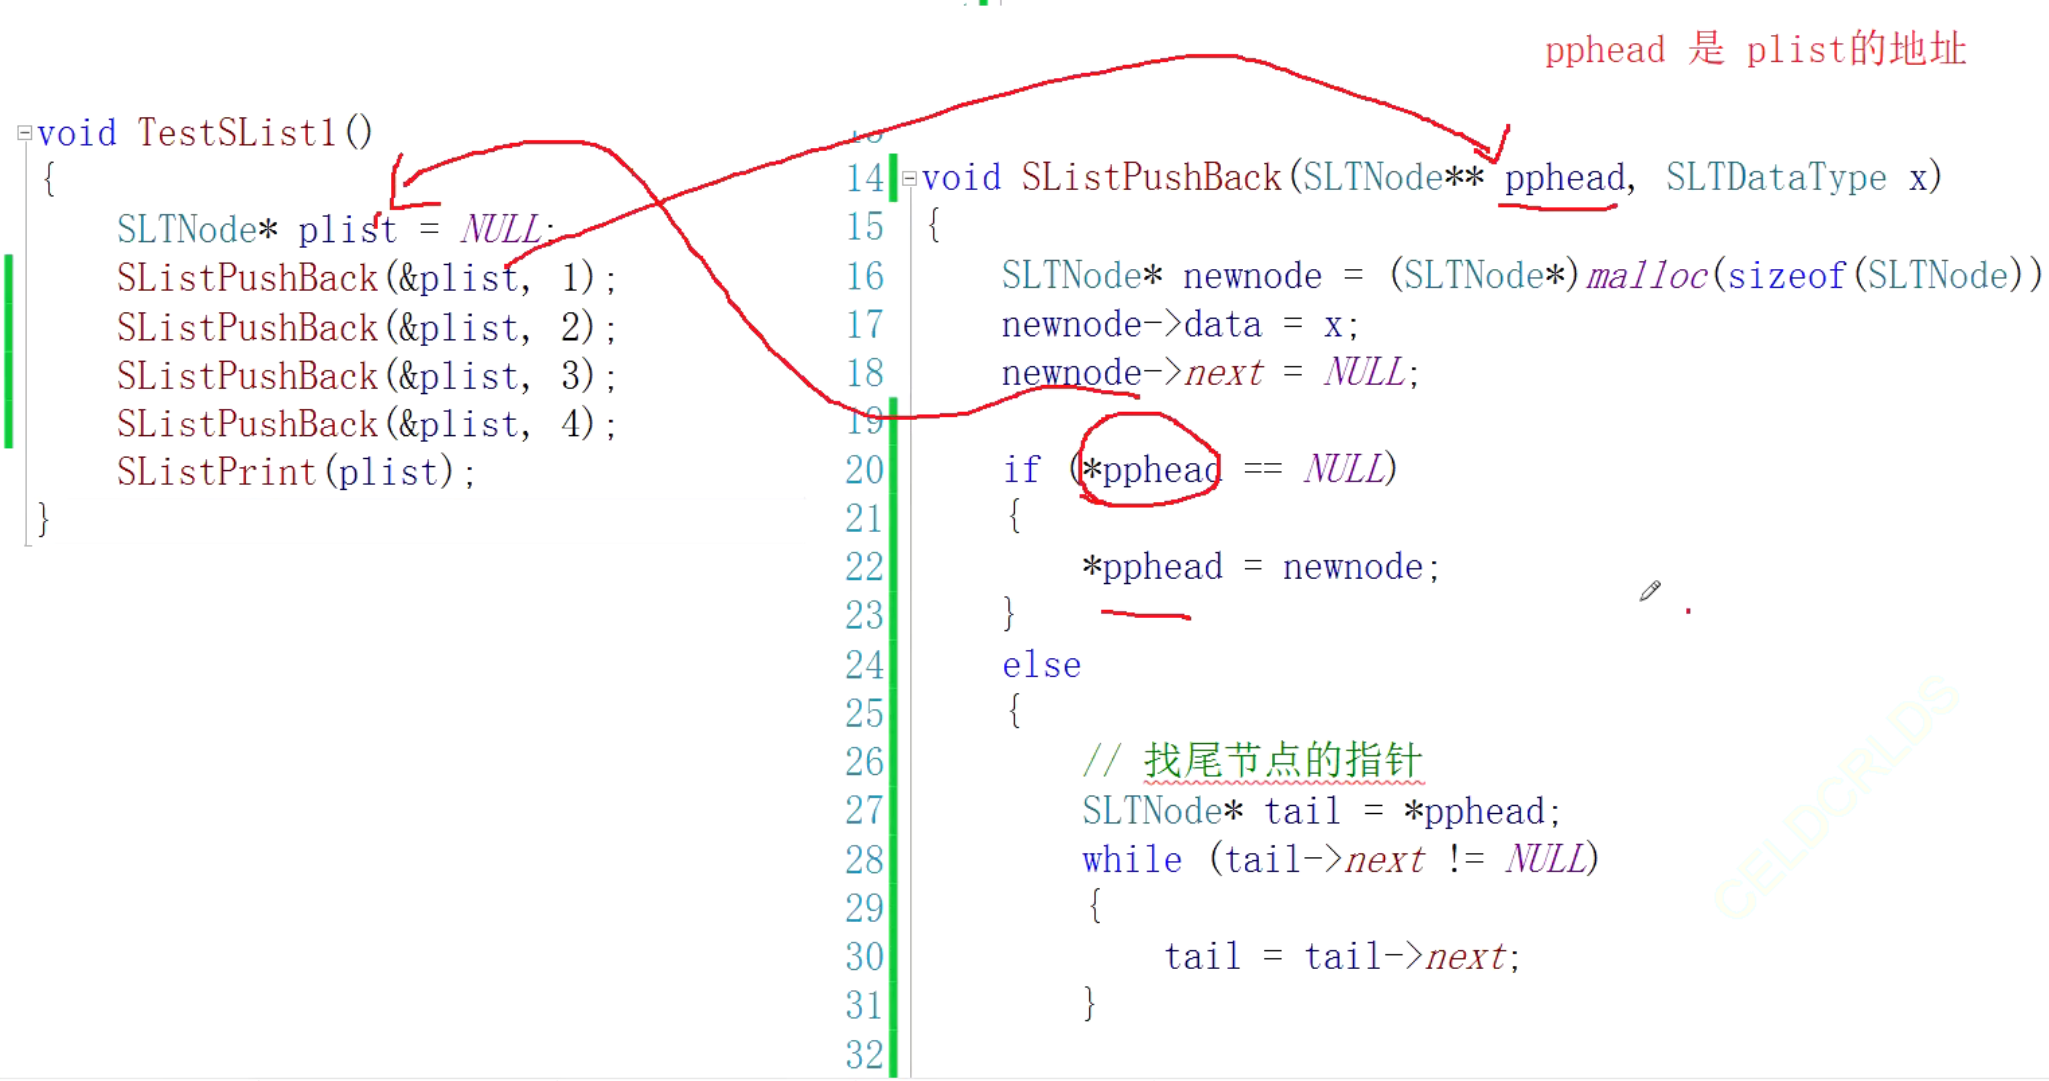 pphead 是 plist的地址
void TestSList1()
{
SLTNode* plist = NULL;
SListPushBack(&plist, 1);
SListPushBack(&plist, 2);
SListPushBack(&plist, 3);
SListPushBack(&plist, 4);
SListPrint(plist);
}
14 void SListPushBack(SLTNode** pphead, SLTDataType x)
15 {
16 SLTNode* newnode = (SLTNode*)malloc(sizeof(SLTNode))
17 newnode->data = x;
18 newnode->next = NULL;
19
20 if (*pphead == NULL)
21 {
22 *pphead = newnode;
23 }
24 else
25 {
26 // 找尾节点的指针
27 SLTNode* tail = *pphead;
28 while (tail->next != NULL)
29 {
30 tail = tail->next;
31 }
32
CELDCRLDS